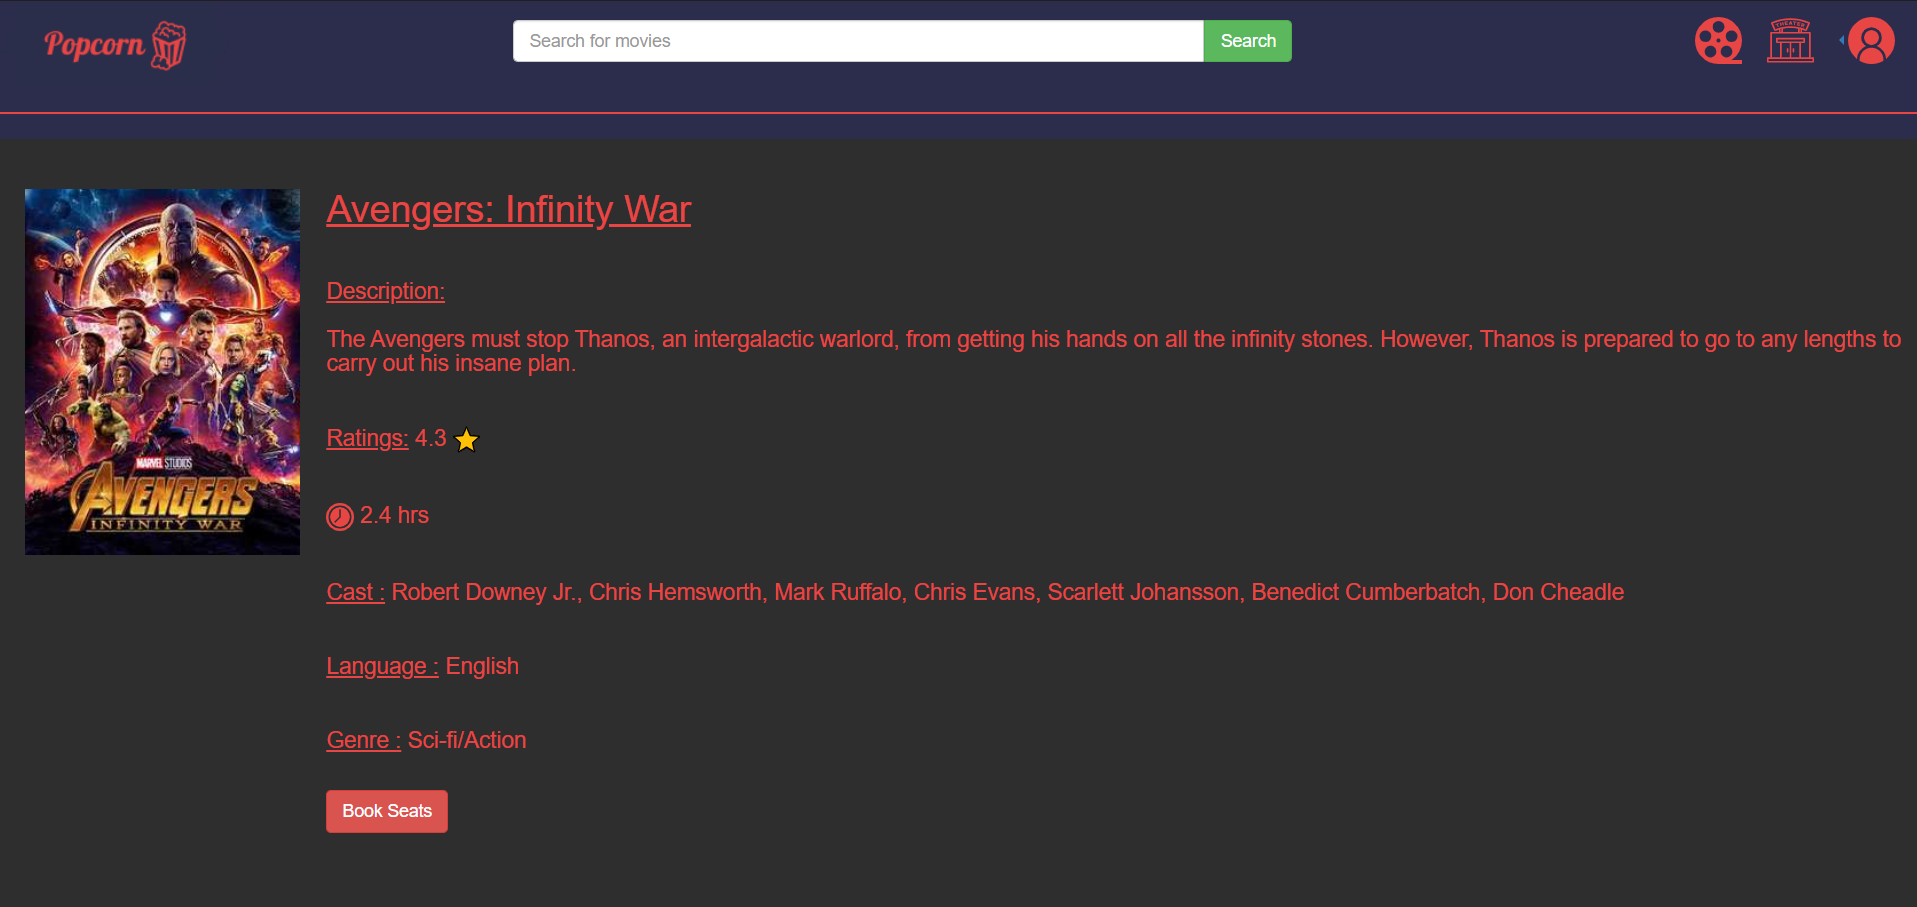 Popcorn
Search for movies
Search
THEATER
Avengers: Infinity War
Description:
The Avengers must stop Thanos, an intergalactic warlord, from getting his hands on all the infinity stones. However, Thanos is prepared to go to any lengths to
carry out his insane plan.
Ratings: 4.3
2.4 hrs
Cast : Robert Downey Jr., Chris Hemsworth, Mark Ruffalo, Chris Evans, Scarlett Johansson, Benedict Cumberbatch, Don Cheadle
Language : English
Genre : Sci-fi/Action
Book Seats
MARVEL STUDIOS
AVENGERS
INFINITY WAR